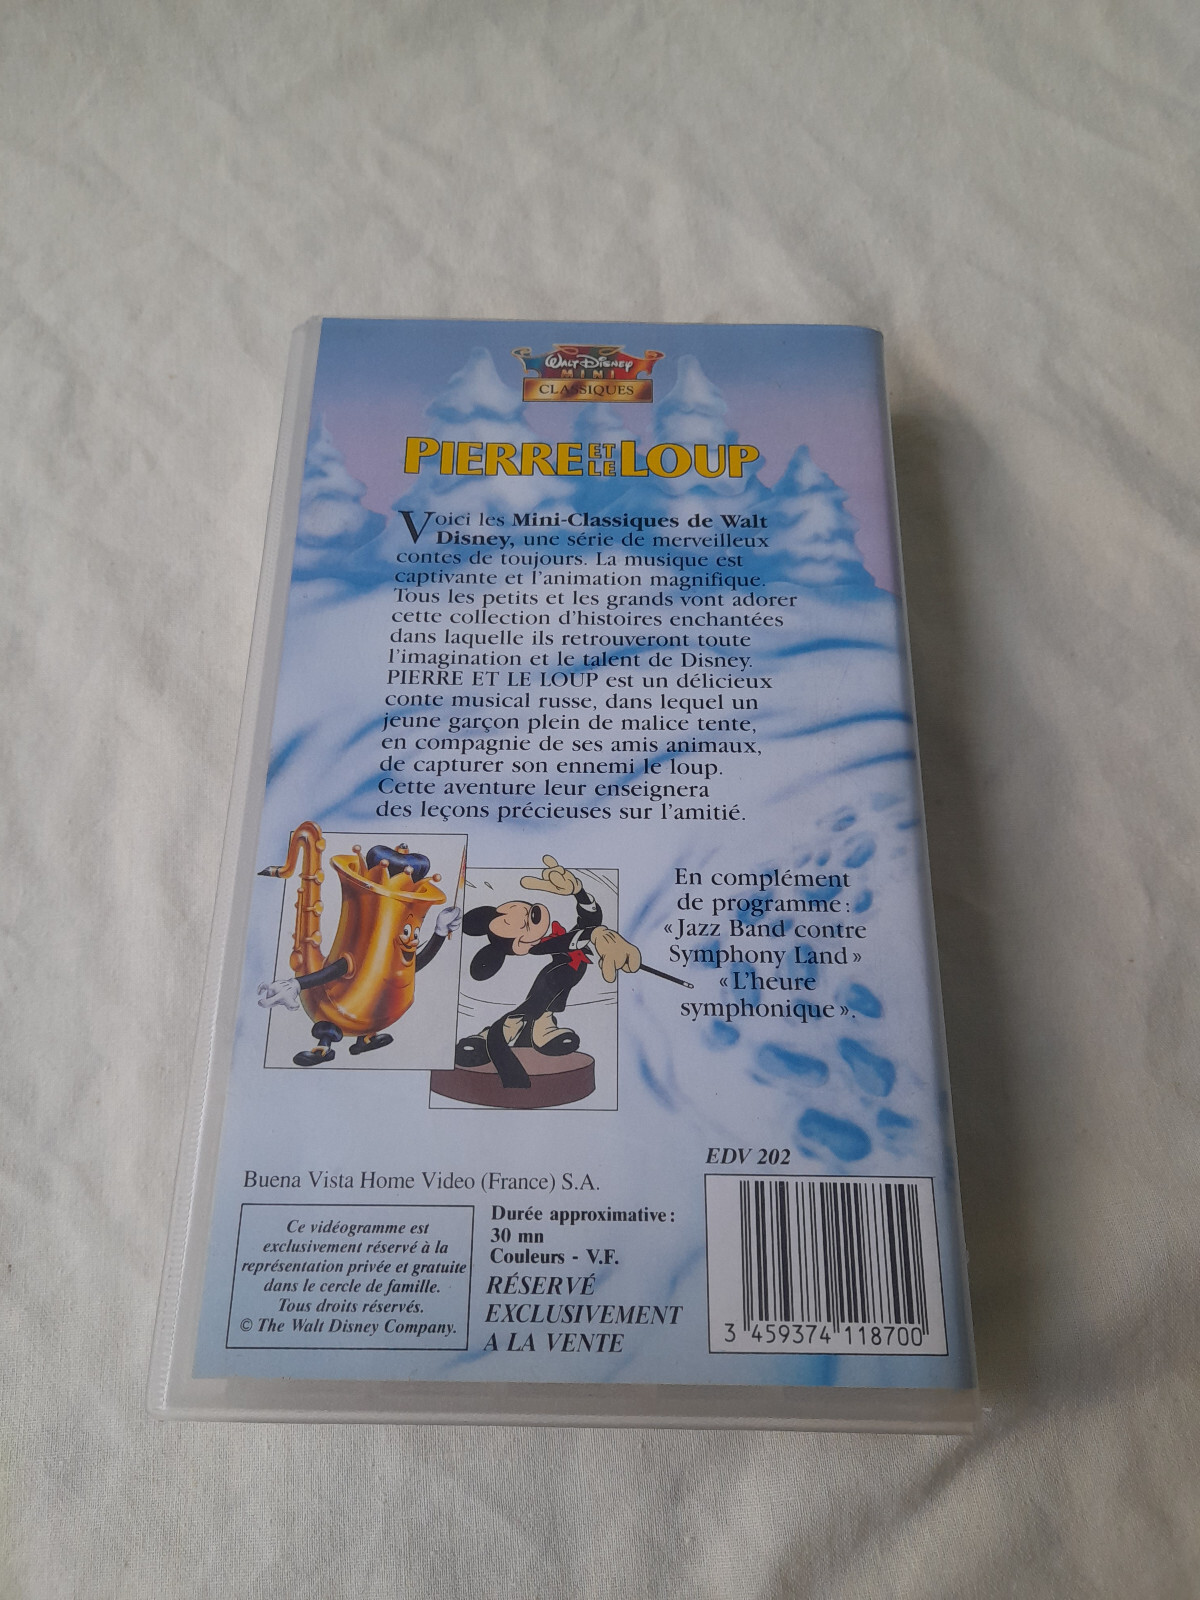 WALT DISNEY
MINI
CLASSIQUES
PIERRE ET LE LOUP
Voici les Mini-Classiques de Walt
Disney, une série de merveilleux
contes de toujours. La musique est
captivante et l'animation magnifique.
Tous les petits et les grands vont adorer
cette collection d'histoires enchantées
dans laquelle ils retrouveront toute
l'imagination et le talent de Disney.
PIERRE ET LE LOUP est un délicieux
conte musical russe, dans lequel un
jeune garçon plein de malice tente,
en compagnie de ses amis animaux,
de capturer son ennemi le loup.
Cette aventure leur enseignera
des leçons précieuses sur l'amitié.
En complément
de programme :
« Jazz Band contre
Symphony Land »
« L'heure
symphonique ».
Buena Vista Home Video (France) S.A.
Ce vidéogramme est
exclusivement réservé à la
représentation privée et gratuite
dans le cercle de famille.
Tous droits réservés.
© The Walt Disney Company.
Durée approximative :
30 mn
Couleurs - V.F.
RÉSERVÉ
EXCLUSIVEMENT
A LA VENTE
EDV 202
3 459374 118700